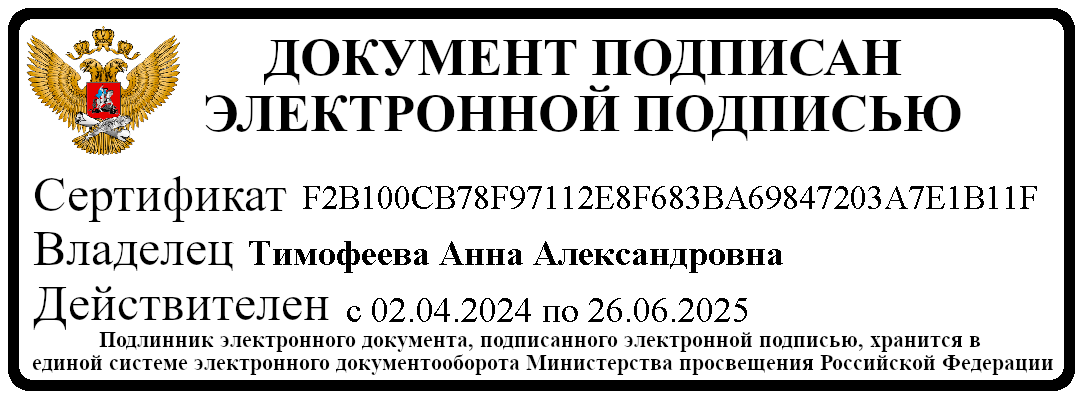 ДОКУМЕНТ ПОДПИСАН
ЭЛЕКТРОННОЙ ПОДПИСЬЮ
Сертификат F2B100CB78F97112E8F683BA69847203A7E1B11F
Владелец Тимофеева Анна Александровна
Действителен с 02.04.2024 по 26.06.2025
Подлинник электронного документа, подписанного электронной подписью, хранится в
единой системе электронного документооборота Министерства просвещения Российской Федерации